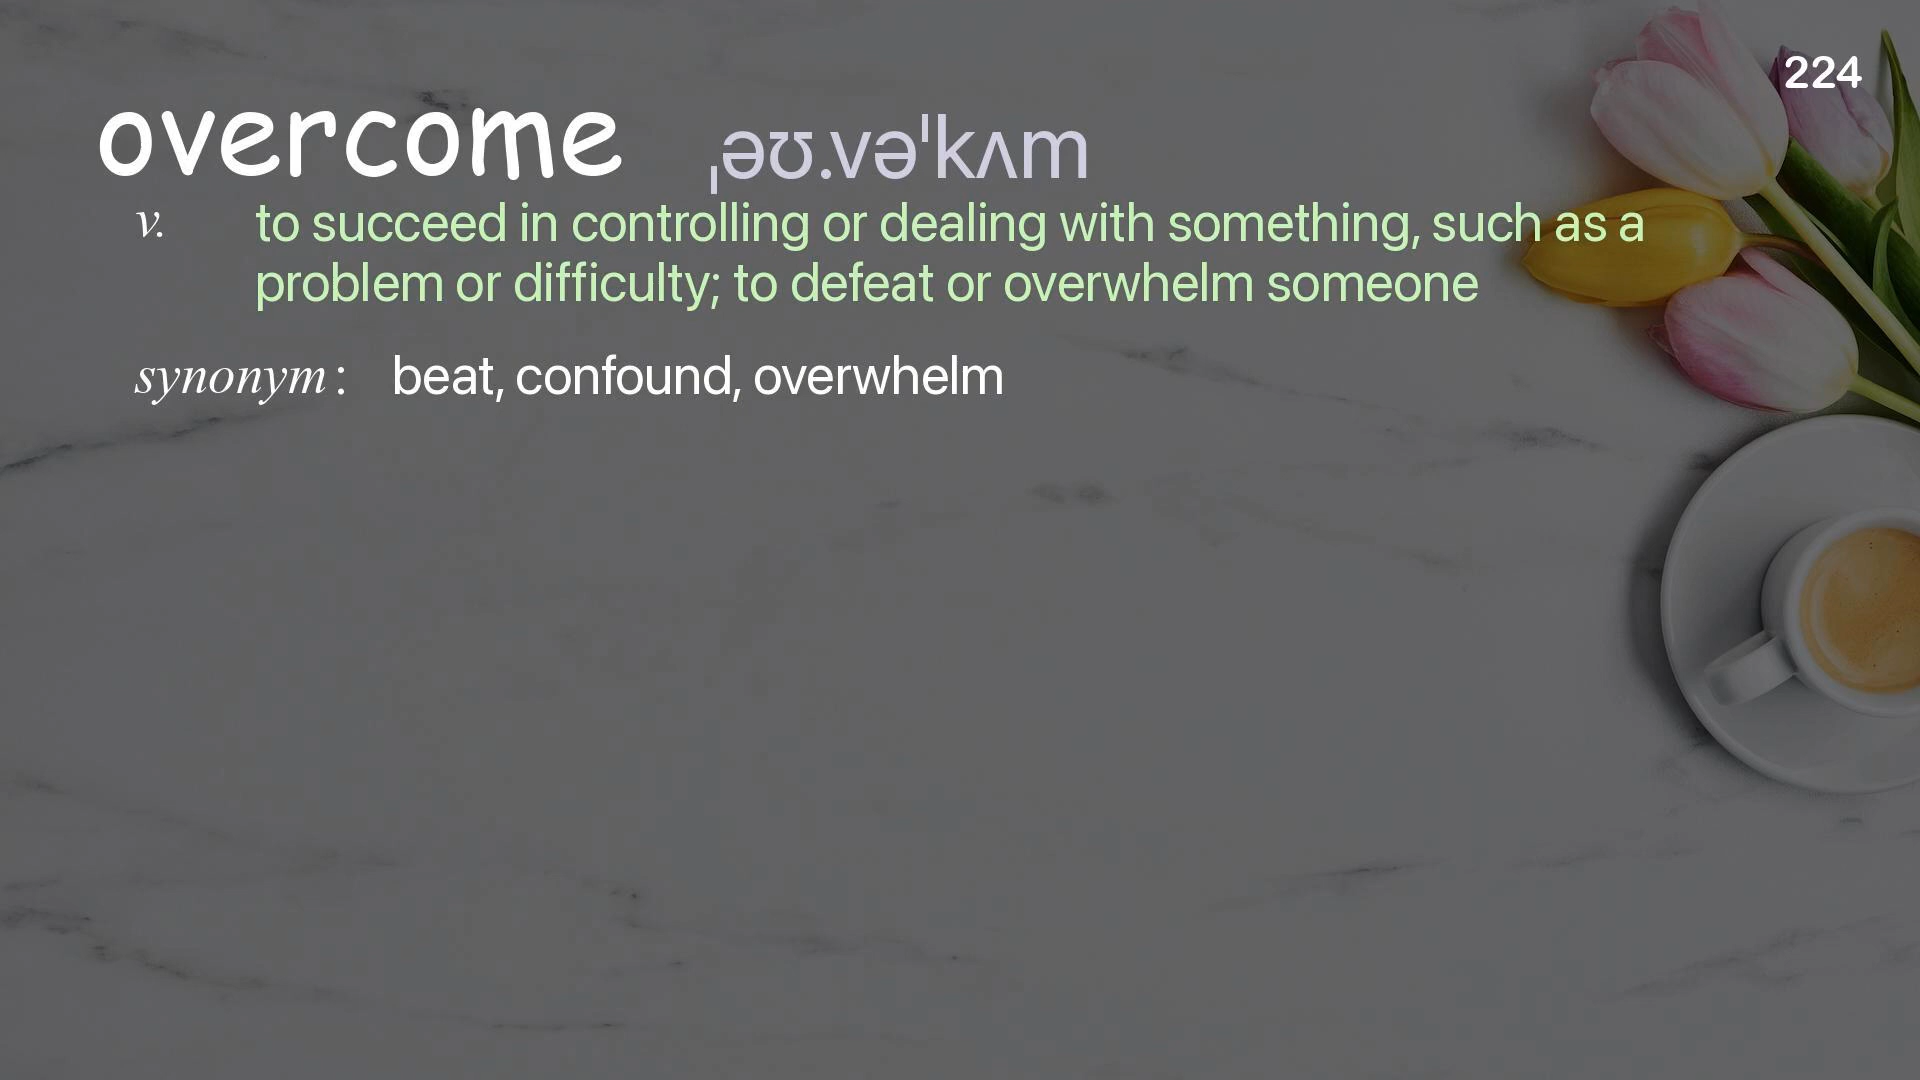 224
overcome ˌəʊ.vəˈkʌm
v. to succeed in controlling or dealing with something, such as a
problem or difficulty; to defeat or overwhelm someone
synonym : beat, confound, overwhelm